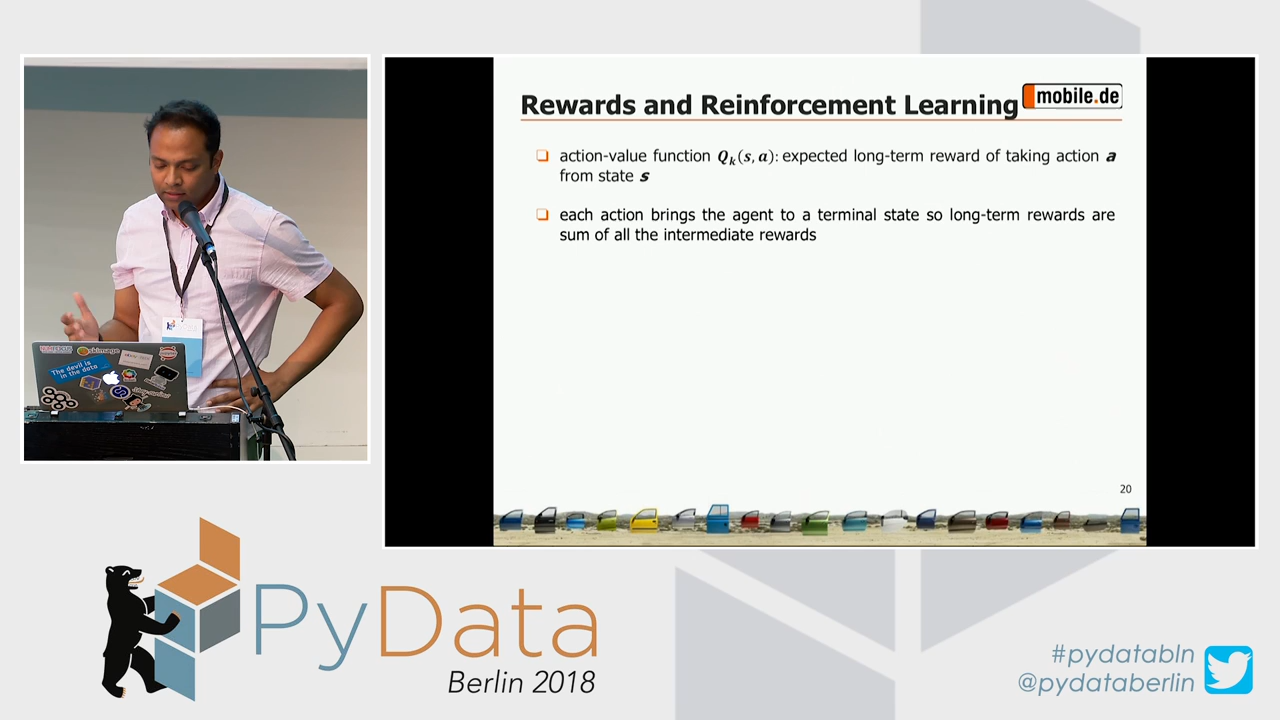 Rewards and Reinforcement Learning
mobile.de
action-value function Qk(s, a): expected long-term reward of taking action a
from state s
each action brings the agent to a terminal state so long-term rewards are
sum of all the intermediate rewards
20
The devil is
in the data
PyData
Berlin 2018
#pydatabln
@pydataberlin